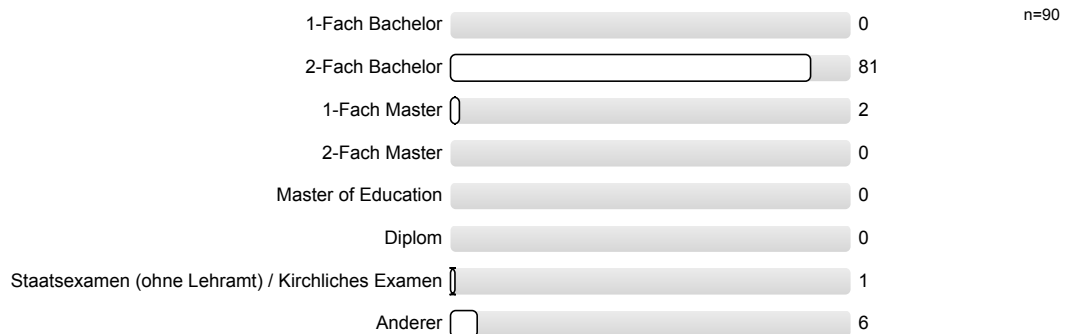 1-Fach Bachelor 0 n=90
2-Fach Bachelor 81
1-Fach Master 2
2-Fach Master 0
Master of Education 0
Diplom 0
Staatsexamen (ohne Lehramt) / Kirchliches Examen 1
Anderer 6